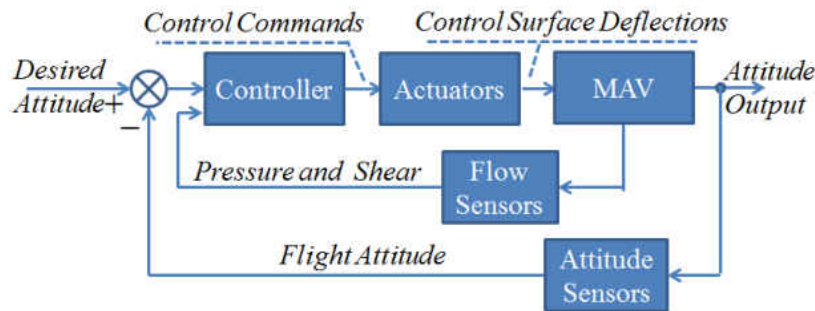 Control Commands
Control Surface Deflections
Desired
Attitude+
−
Controller
Actuators
MAV
Attitude
Output
Pressure and Shear
Flow
Sensors
Flight Attitude
Attitude
Sensors